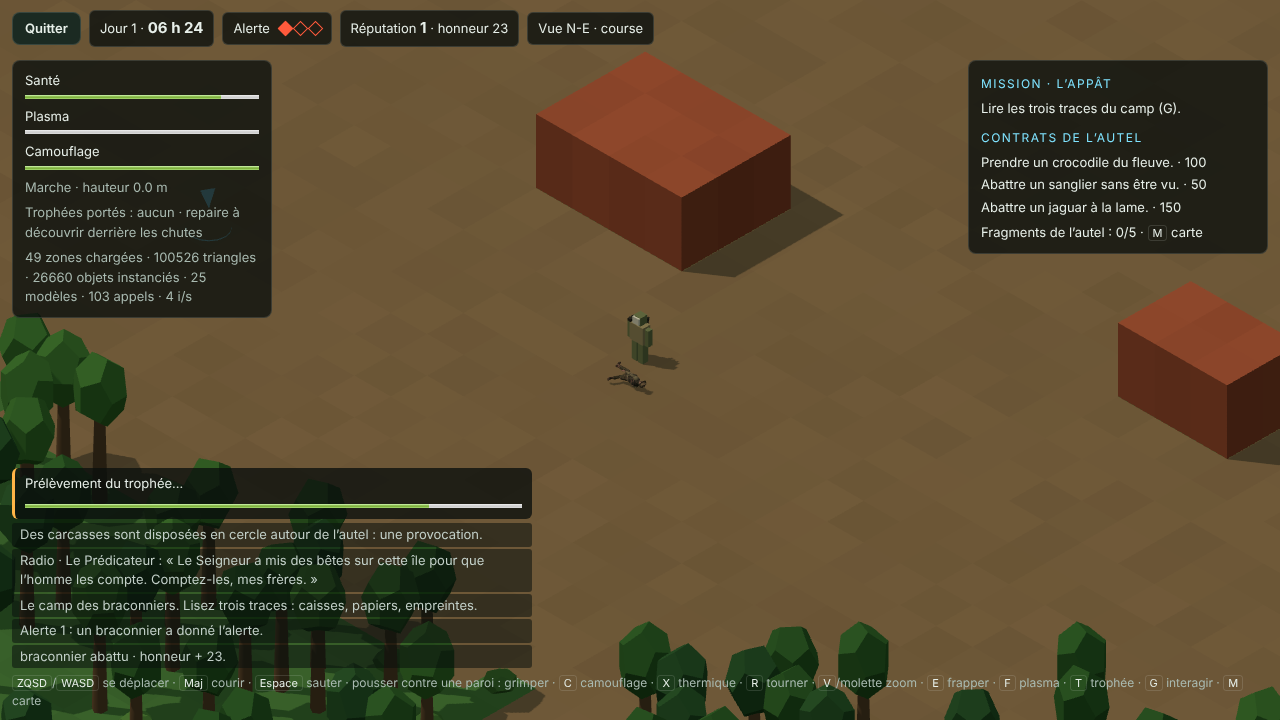 Quitter
Jour 1 · 06 h 24
Alerte
Réputation 1 · honneur 23
Vue N-E · course
Santé
Plasma
Camouflage
Marche · hauteur 0.0 m
Trophées portés : aucun · repaire à
découvrir derrière les chutes
49 zones chargées · 100526 triangles
· 26660 objets instanciés · 25
modèles · 103 appels · 4 i/s
MISSION · L’APPÂT
Lire les trois traces du camp (G).
CONTRATS DE L’AUTEL
Prendre un crocodile du fleuve. · 100
Abattre un sanglier sans être vu. · 50
Abattre un jaguar à la lame. · 150
Fragments de l’autel : 0/5 · M carte
Prélèvement du trophée…
Des carcasses sont disposées en cercle autour de l’autel : une provocation.
Radio · Le Prédicateur : « Le Seigneur a mis des bêtes sur cette île pour que
l’homme les compte. Comptez-les, mes frères. »
Le camp des braconniers. Lisez trois traces : caisses, papiers, empreintes.
Alerte 1 : un braconnier a donné l’alerte.
braconnier abattu · honneur + 23.
ZQSD / WASD se déplacer · Maj courir · Espace sauter · pousser contre une paroi : grimper · C camouflage · X thermique · R tourner · V /molette zoom · E frapper · F plasma · T trophée · G interagir · M
carte